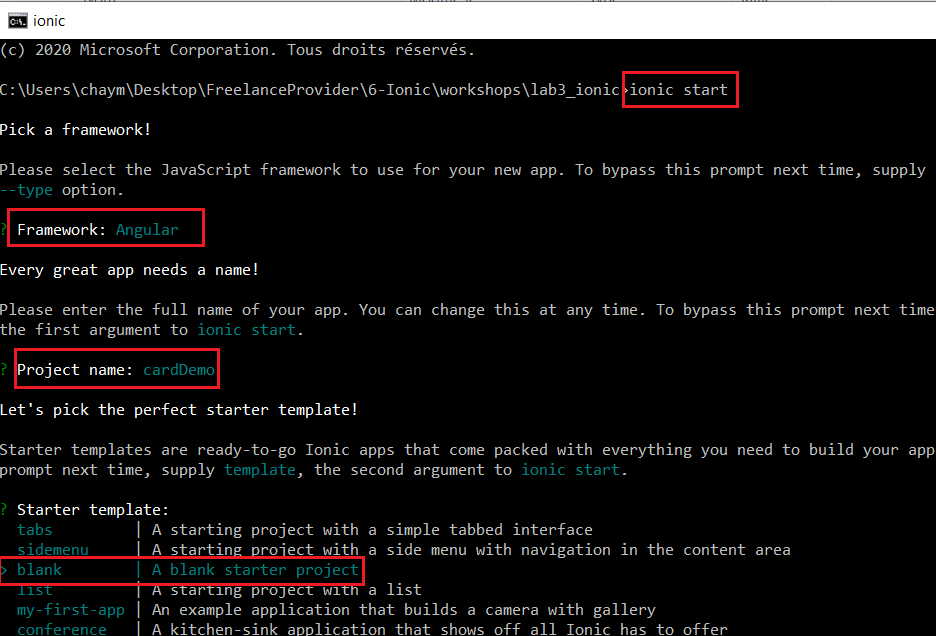 ionic
(c) 2020 Microsoft Corporation. Tous droits réservés.
C:\Users\chaym\Desktop\FreelanceProvider\6-Ionic\workshops\lab3_ionic>ionic start
Pick a framework!
Please select the JavaScript framework to use for your new app. To bypass this prompt next time, supply
--type option.
? Framework: Angular
Every great app needs a name!
Please enter the full name of your app. You can change this at any time. To bypass this prompt next time
the first argument to ionic start.
? Project name: cardDemo
Let's pick the perfect starter template!
Starter templates are ready-to-go Ionic apps that come packed with everything you need to build your app
prompt next time, supply template, the second argument to ionic start.
? Starter template:
tabs | A starting project with a simple tabbed interface
sidemenu | A starting project with a side menu with navigation in the content area
> blank | A blank starter project
list | A starting project with a list
my-first-app | An example application that builds a camera with gallery
conference | A kitchen-sink application that shows off all Ionic has to offer